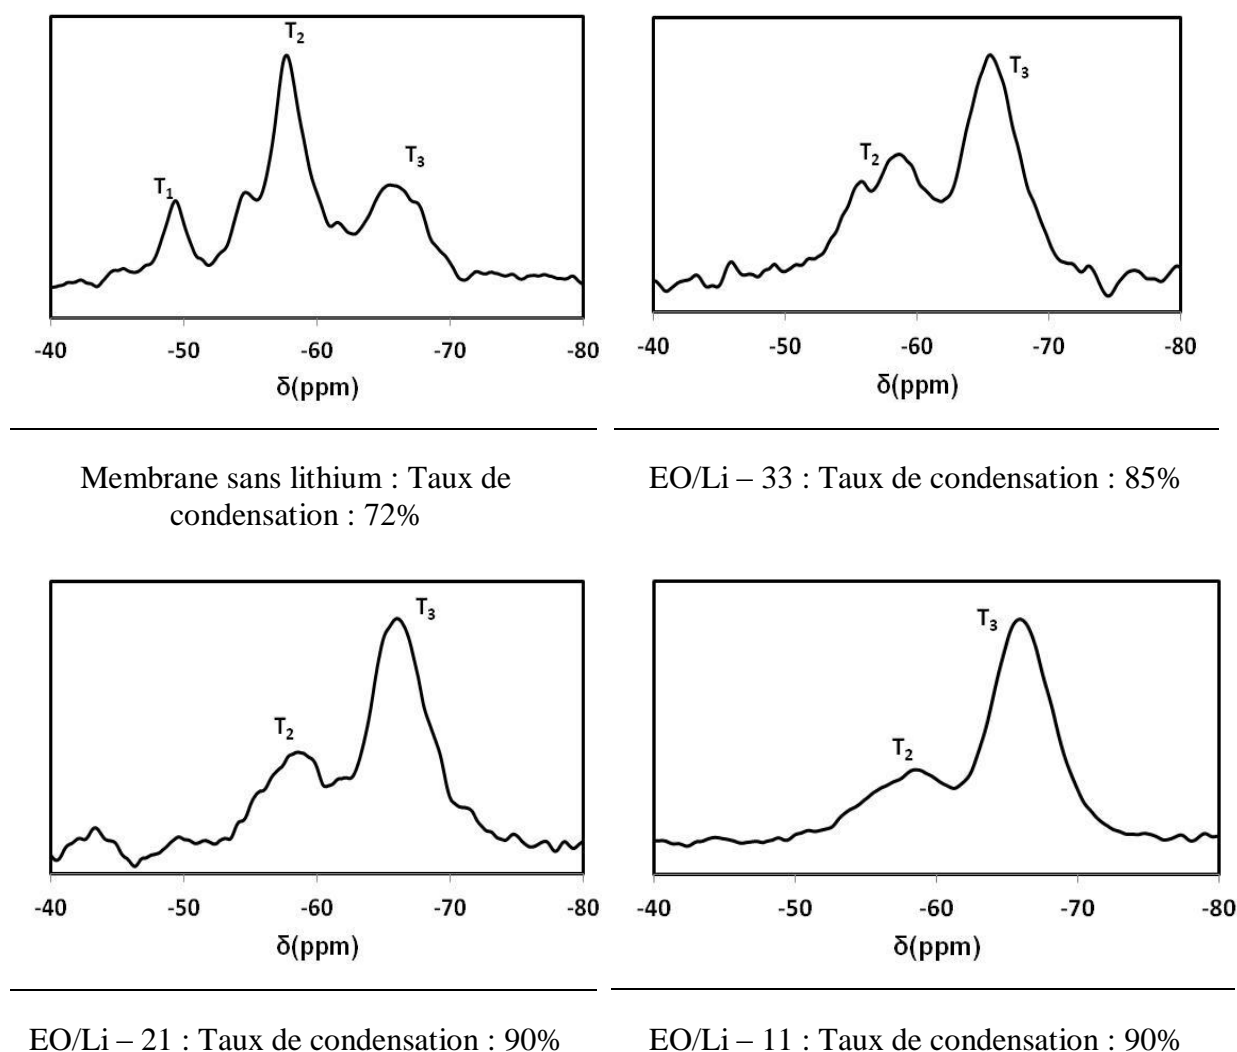 T2
T1
T3
-40 -50 -60 -70 -80
δ(ppm)
Membrane sans lithium : Taux de
condensation : 72%
T3
T2
-40 -50 -60 -70 -80
δ(ppm)
EO/Li – 33 : Taux de condensation : 85%
T3
T2
-40 -50 -60 -70 -80
δ(ppm)
EO/Li – 21 : Taux de condensation : 90%
T3
T2
-40 -50 -60 -70 -80
δ(ppm)
EO/Li – 11 : Taux de condensation : 90%